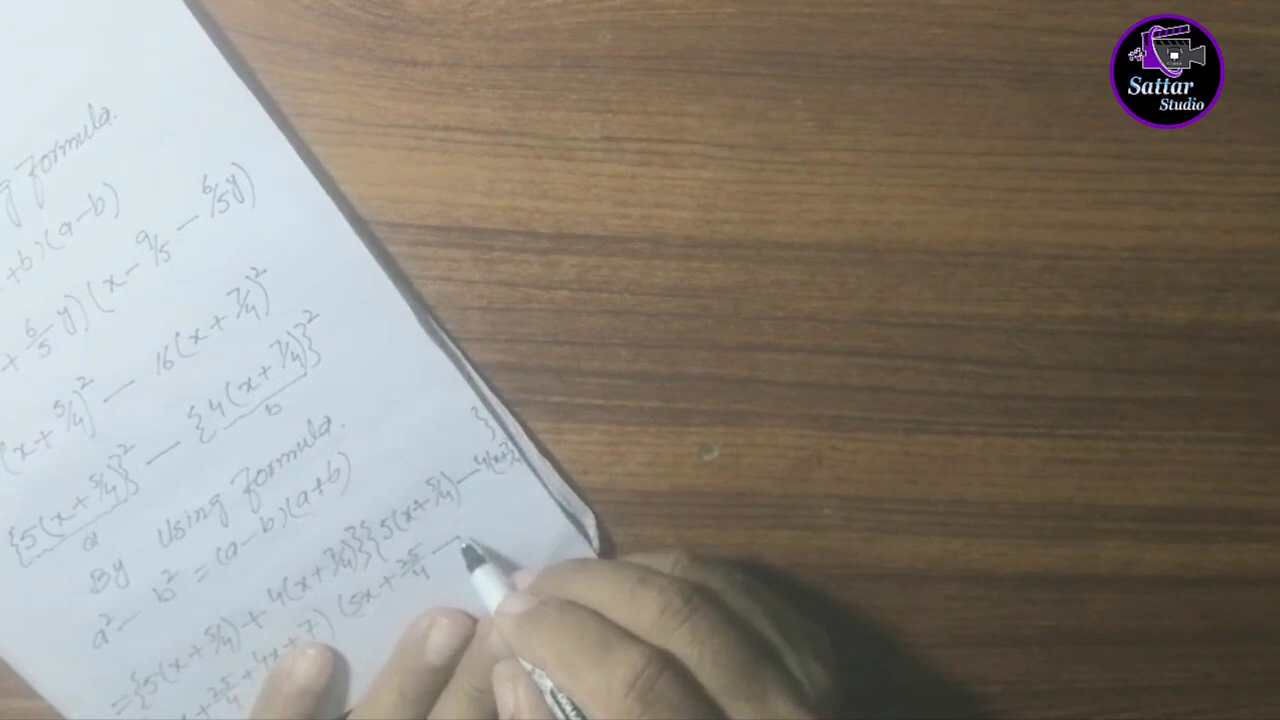 g formula.
+b)(a-b)
+ 6/5 y)(x - 9/5 - 6/5 y)
(x + 5/4)² - 16(x + 7/4)²
{5(x + 5/4)}² - {4(x + 7/4)}²
a b
By Using formula.
a² - b² = (a-b)(a+b)
= {5(x + 5/4) + 4(x + 7/4)}{5(x + 5/4) - 4(x + 7/4)}
+ 25/4 + 4x + 7) (5x + 25/4 -
Sattar
Studio